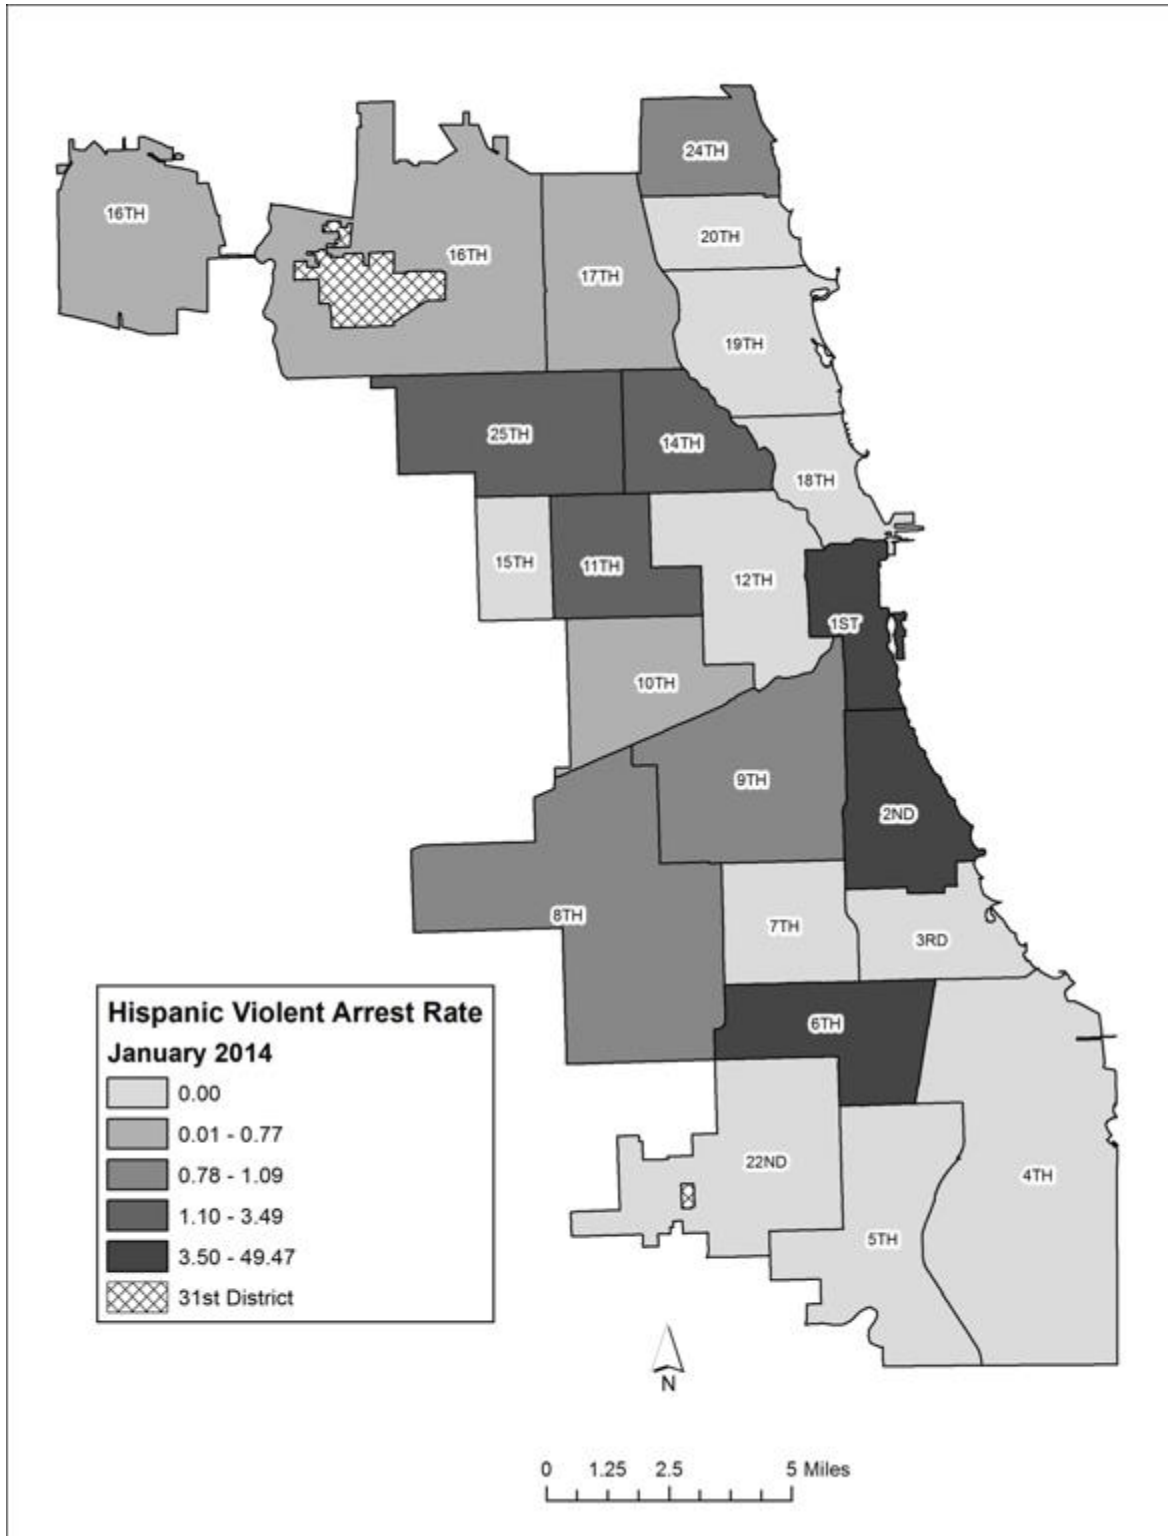 24TH
16TH
20TH
16TH
17TH
19TH
25TH
14TH
18TH
15TH
11TH
12TH
1ST
10TH
9TH
2ND
8TH
7TH
3RD
6TH
22ND
4TH
5TH
Hispanic Violent Arrest Rate
January 2014
0.00
0.01 - 0.77
0.78 - 1.09
1.10 - 3.49
3.50 - 49.47
31st District
N
0 1.25 2.5 5 Miles